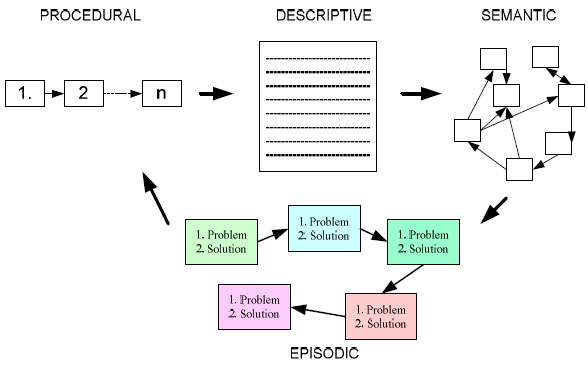 PROCEDURAL
DESCRIPTIVE
SEMANTIC
1.
2
n
1. Problem
2. Solution
1. Problem
2. Solution
1. Problem
2. Solution
1. Problem
2. Solution
1. Problem
2. Solution
EPISODIC